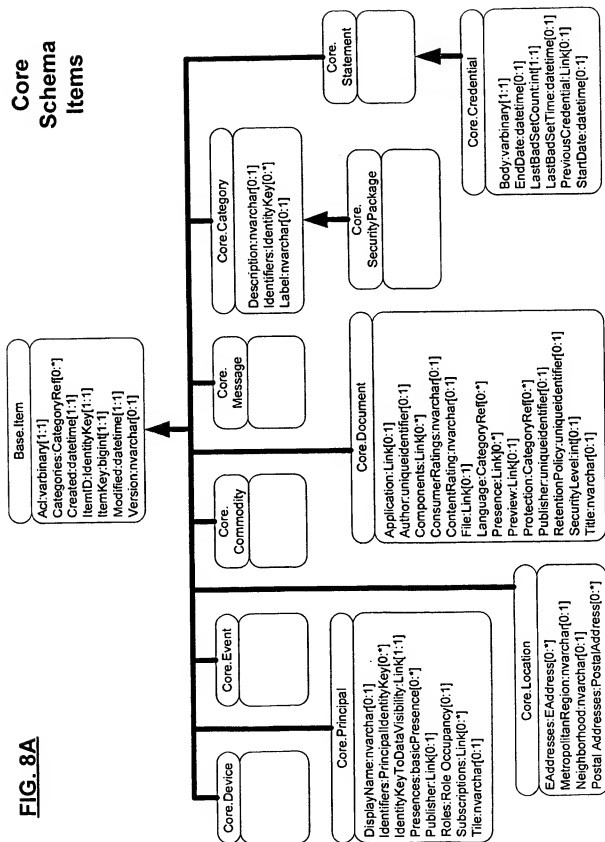 FIG. 8A
Core
Schema
Items
Base.Item
Acl:varbinary[1:1]
Categories:CategoryRef[0:*]
Created:datetime[1:1]
ItemID:IdentityKey[1:1]
ItemKey:bigint[1:1]
Modified:datetime[1:1]
Version:nvarchar[0:1]
Core.Device
Core.Event
Core.
Commodity
Core.
Message
Core.Category
Description:nvarchar[0:1]
Identifiers:IdentityKey[0:*]
Label:nvarchar[0:1]
Core.
Statement
Core.
SecurityPackage
Core.Credential
Body:varbinary[1:1]
EndDate:datetime[0:1]
LastBadSetCount:int[1:1]
LastBadSetTime:datetime[0:1]
PreviousCredential:Link[0:1]
StartDate:datetime[0:1]
Core.Principal
DisplayName:nvarchar[0:1]
Identifiers:PrincipalIdentityKey[0:*]
IdentityKeyToDataVisibility:Link[1:1]
Presences:basicPresence[0:*]
Publisher:Link[0:1]
Roles:Role Occupancy[0:1]
Subscriptions:Link[0:*]
Tile:nvarchar[0:1]
Core.Document
Application:Link[0:1]
Author:uniqueidentifier[0:1]
Components:Link[0:*]
ConsumerRatings:nvarchar[0:1]
ContentRating:nvarchar[0:1]
File:Link[0:1]
Language:CategoryRef[0:*]
Presence:Link[0:*]
Preview:Link[0:1]
Protection:CategoryRef[0:*]
Publisher:uniqueidentifier[0:1]
RetentionPolicy:uniqueidentifier[0:1]
SecurityLevel:int[0:1]
Title:nvarchar[0:1]
Core.Location
EAddresses:EAddress[0:*]
MetropolitanRegion:nvarchar[0:1]
Neighborhood:nvarchar[0:1]
Postal Addresses:PostalAddress[0:*]